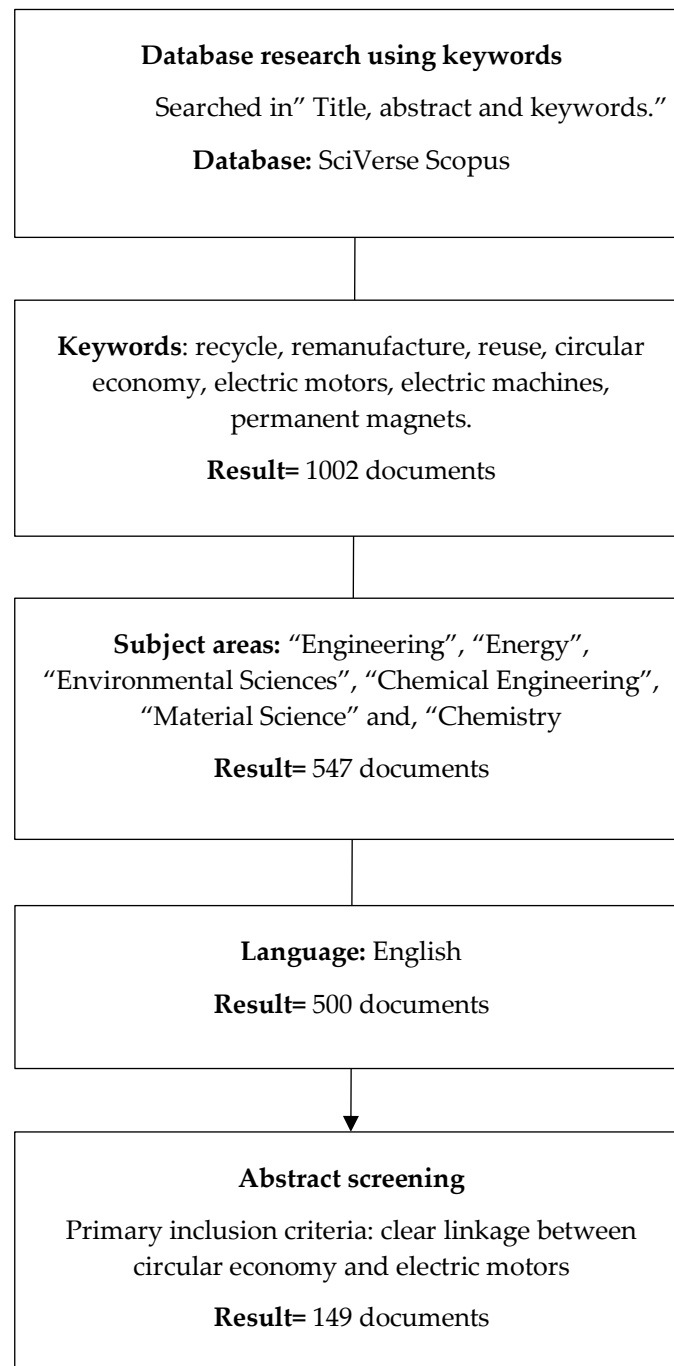 Database research using keywords
Searched in” Title, abstract and keywords.”
Database: SciVerse Scopus
Keywords: recycle, remanufacture, reuse, circular
economy, electric motors, electric machines,
permanent magnets.
Result= 1002 documents
Subject areas: “Engineering”, “Energy”,
“Environmental Sciences”, “Chemical Engineering”,
“Material Science” and, “Chemistry
Result= 547 documents
Language: English
Result= 500 documents
Abstract screening
Primary inclusion criteria: clear linkage between
circular economy and electric motors
Result= 149 documents